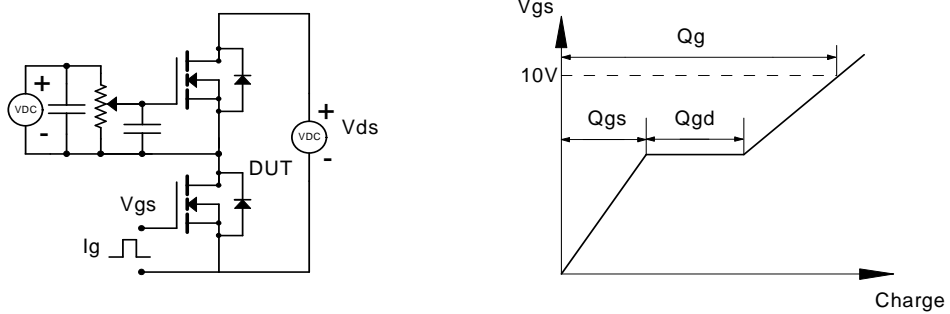 +
VDC
-
Vgs
Ig
DUT
+
VDC
-
Vds
Vgs
10V
Qg
Qgs
Qgd
Charge